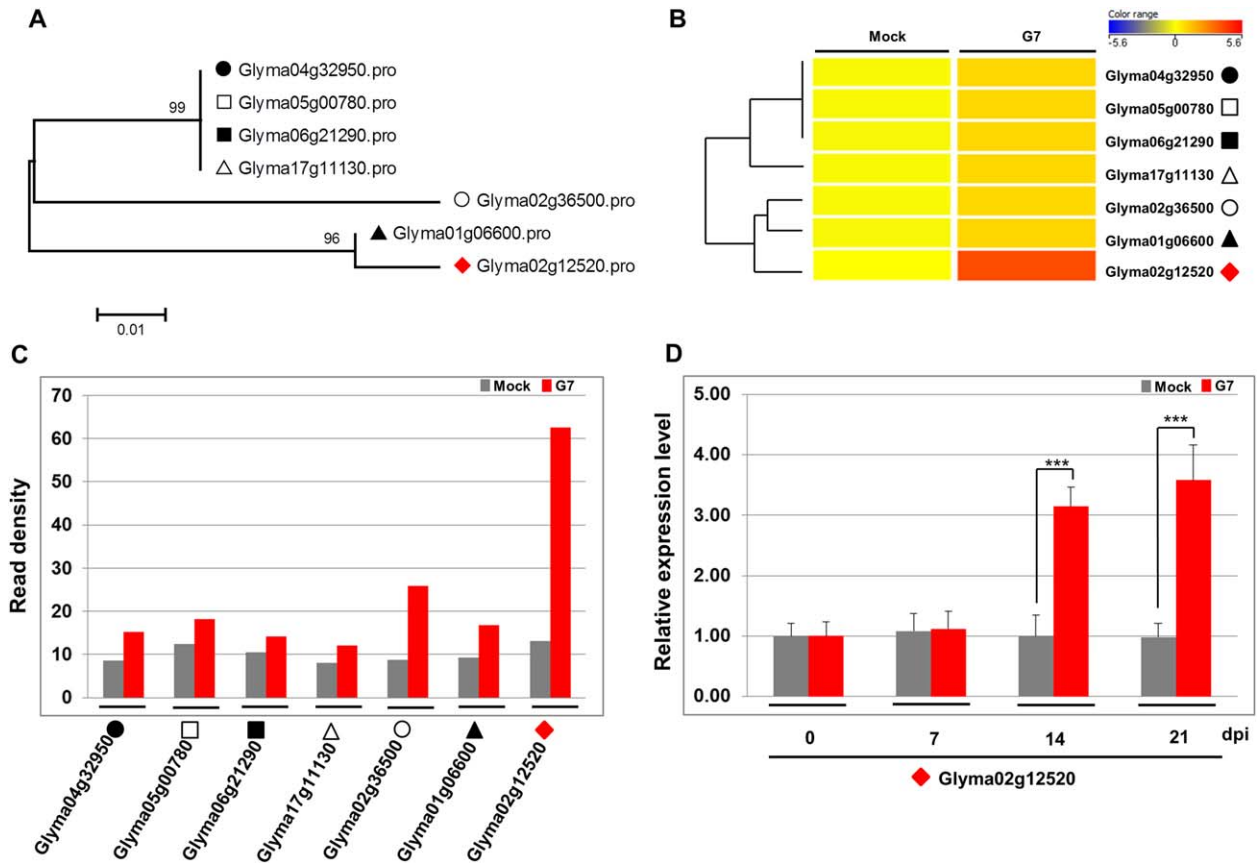 A
99
Glyma04g32950.pro
Glyma05g00780.pro
Glyma06g21290.pro
Glyma17g11130.pro
Glyma02g36500.pro
96
Glyma01g06600.pro
Glyma02g12520.pro
0.01
B
Color range
-5.6 0 5.6
Mock G7
Glyma04g32950
Glyma05g00780
Glyma06g21290
Glyma17g11130
Glyma02g36500
Glyma01g06600
Glyma02g12520
C
Mock G7
Read density
70
60
50
40
30
20
10
0
Glyma04g32950
Glyma05g00780
Glyma06g21290
Glyma17g11130
Glyma02g36500
Glyma01g06600
Glyma02g12520
D
Mock G7
Relative expression level
5.00
4.00
3.00
2.00
1.00
0.00
***
***
0 7 14 21 dpi
Glyma02g12520